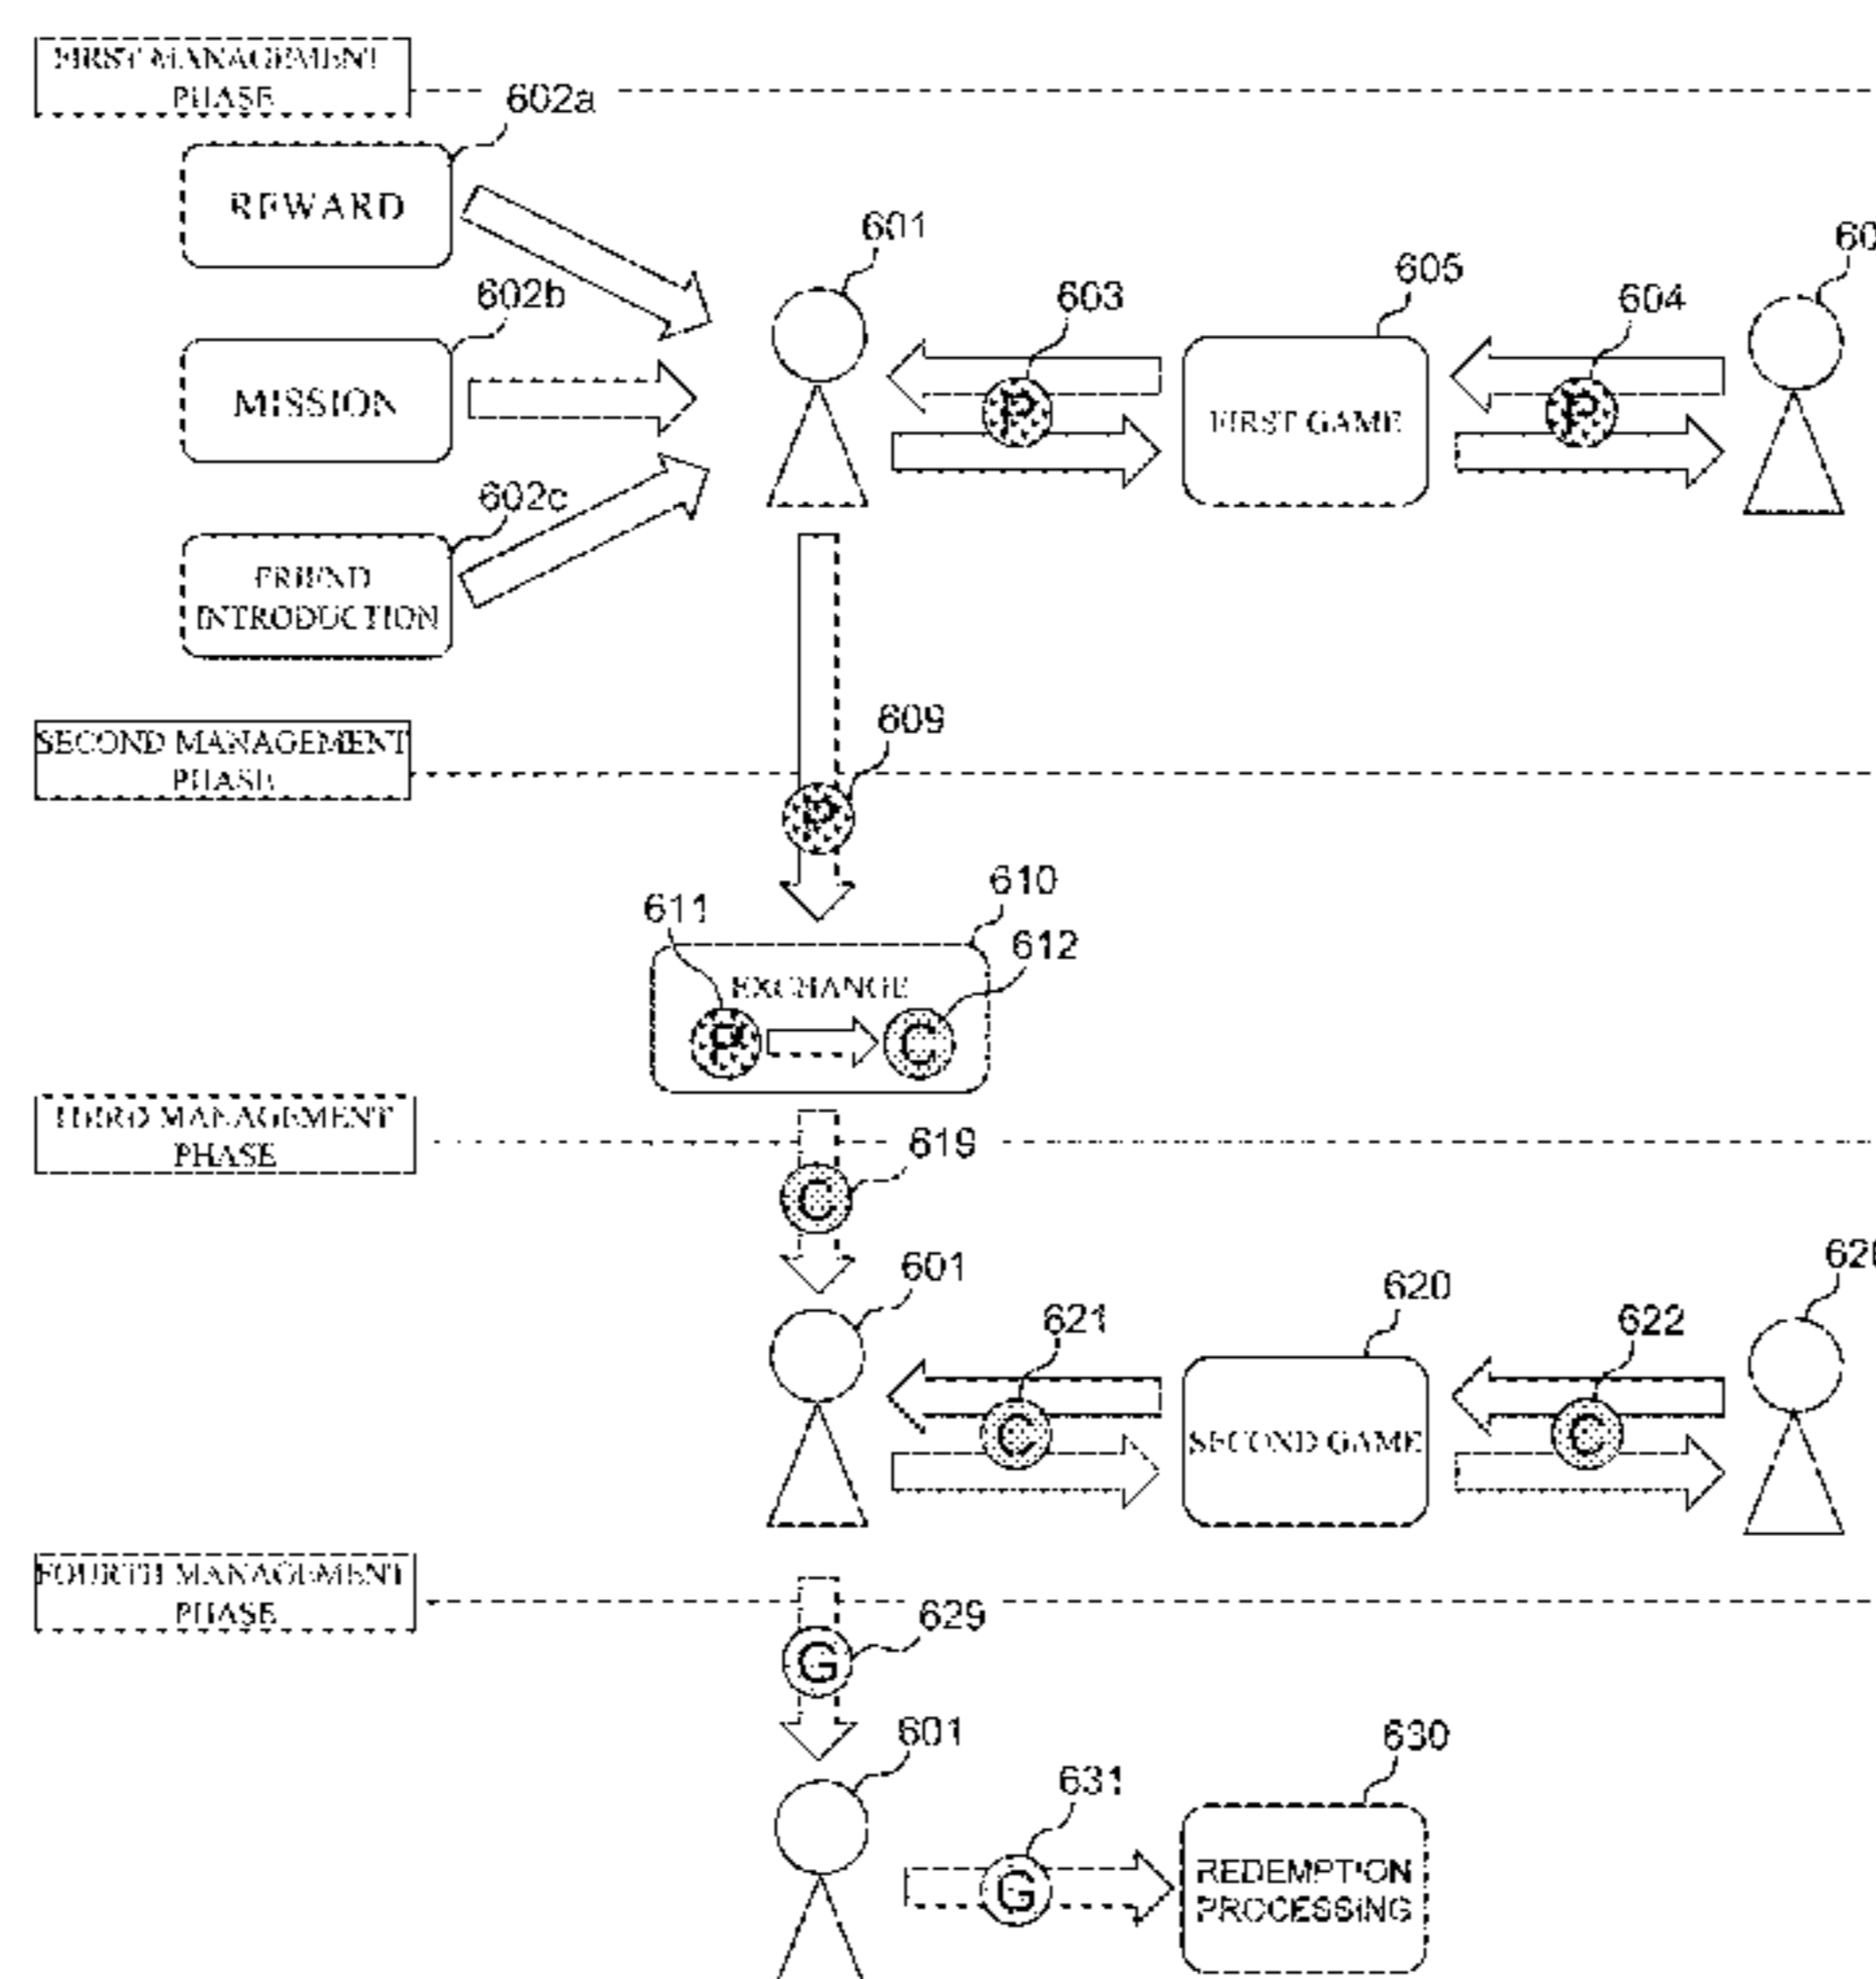 FIRST MANAGEMENT
PHASE
602a
REWARD
601
605
603
604
602b
MISSION
FIRST GAME
P
P
602c
FRIEND
INTRODUCTION
609
SECOND MANAGEMENT
PHASE
P
610
611
612
EXCHANGE
P
C
THIRD MANAGEMENT
PHASE
619
C
601
620
621
622
C
SECOND GAME
C
FOURTH MANAGEMENT
PHASE
629
G
601
630
631
G
REDEMPTION
PROCESSING